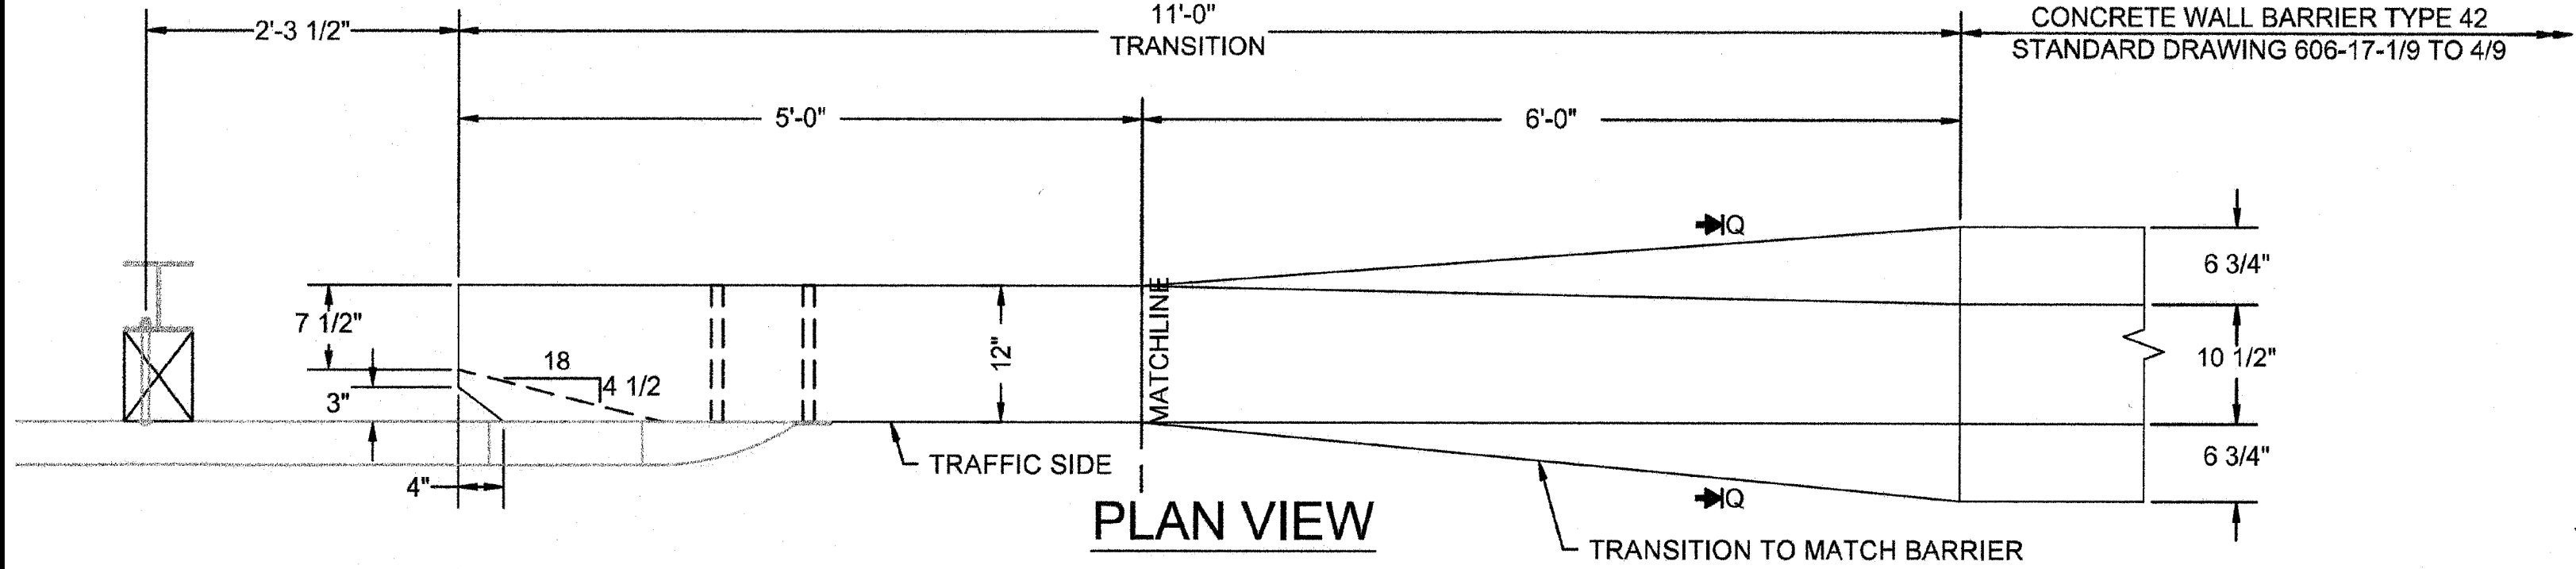 2'-3 1/2"
11'-0"
TRANSITION
CONCRETE WALL BARRIER TYPE 42
STANDARD DRAWING 606-17-1/9 TO 4/9
5'-0"
6'-0"
Q
6 3/4"
7 1/2"
18
4 1/2
12"
MATCHLINE
10 1/2"
3"
6 3/4"
TRAFFIC SIDE
4"
Q
PLAN VIEW
TRANSITION TO MATCH BARRIER